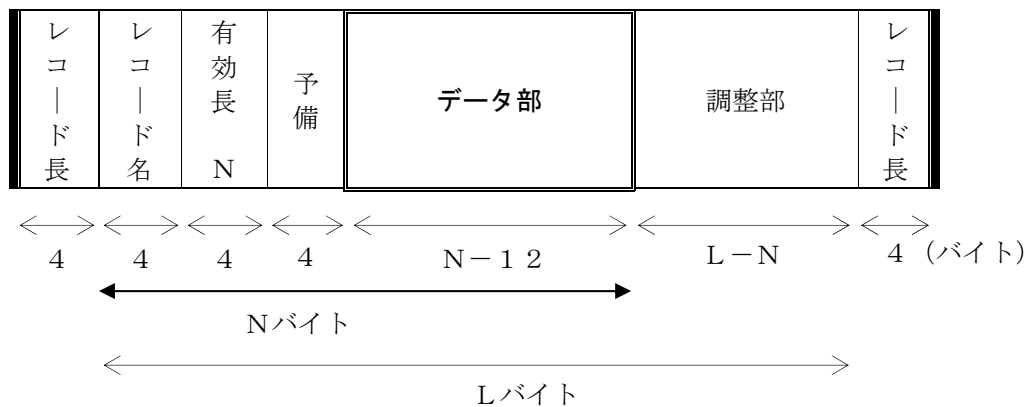 レコード長
レコード名
有効長 N
予備
データ部
調整部
レコード長
4
4
4
4
N－12
L－N
4 (バイト)
Nバイト
Lバイト